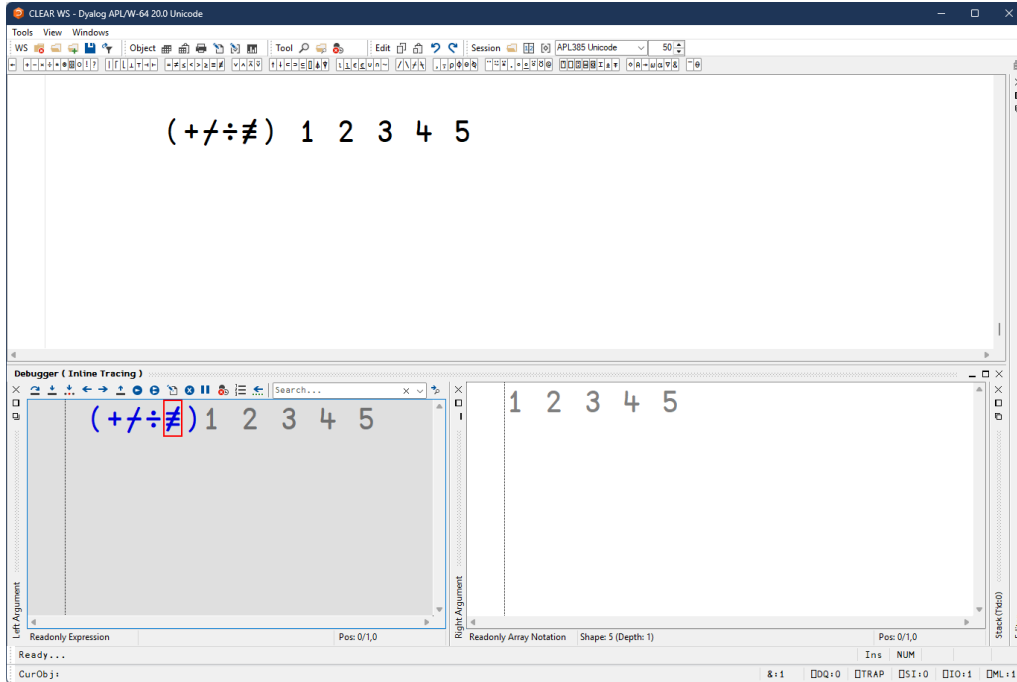 CLEAR WS - Dyalog APL/W-64 20.0 Unicode
Tools View Windows
WS Object Tool Edit Session APL385 Unicode 50
(+⌿÷≢) 1 2 3 4 5
Debugger ( Inline Tracing )
Search...
(+⌿÷≢)1 2 3 4 5
1 2 3 4 5
Left Argument
Right Argument
Stack (Tid:0)
Readonly Expression Pos: 0/1,0
Readonly Array Notation Shape: 5 (Depth: 1) Pos: 0/1,0
Ready... Ins NUM
CurObj: &:1 ⎕DQ:0 ⎕TRAP ⎕SI:0 ⎕IO:1 ⎕ML:1